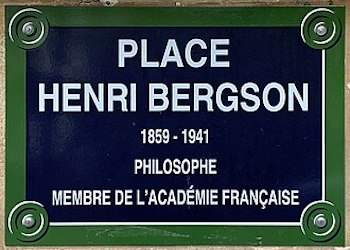 PLACE
HENRI BERGSON
1859 - 1941
PHILOSOPHE
MEMBRE DE L'ACADÉMIE FRANÇAISE